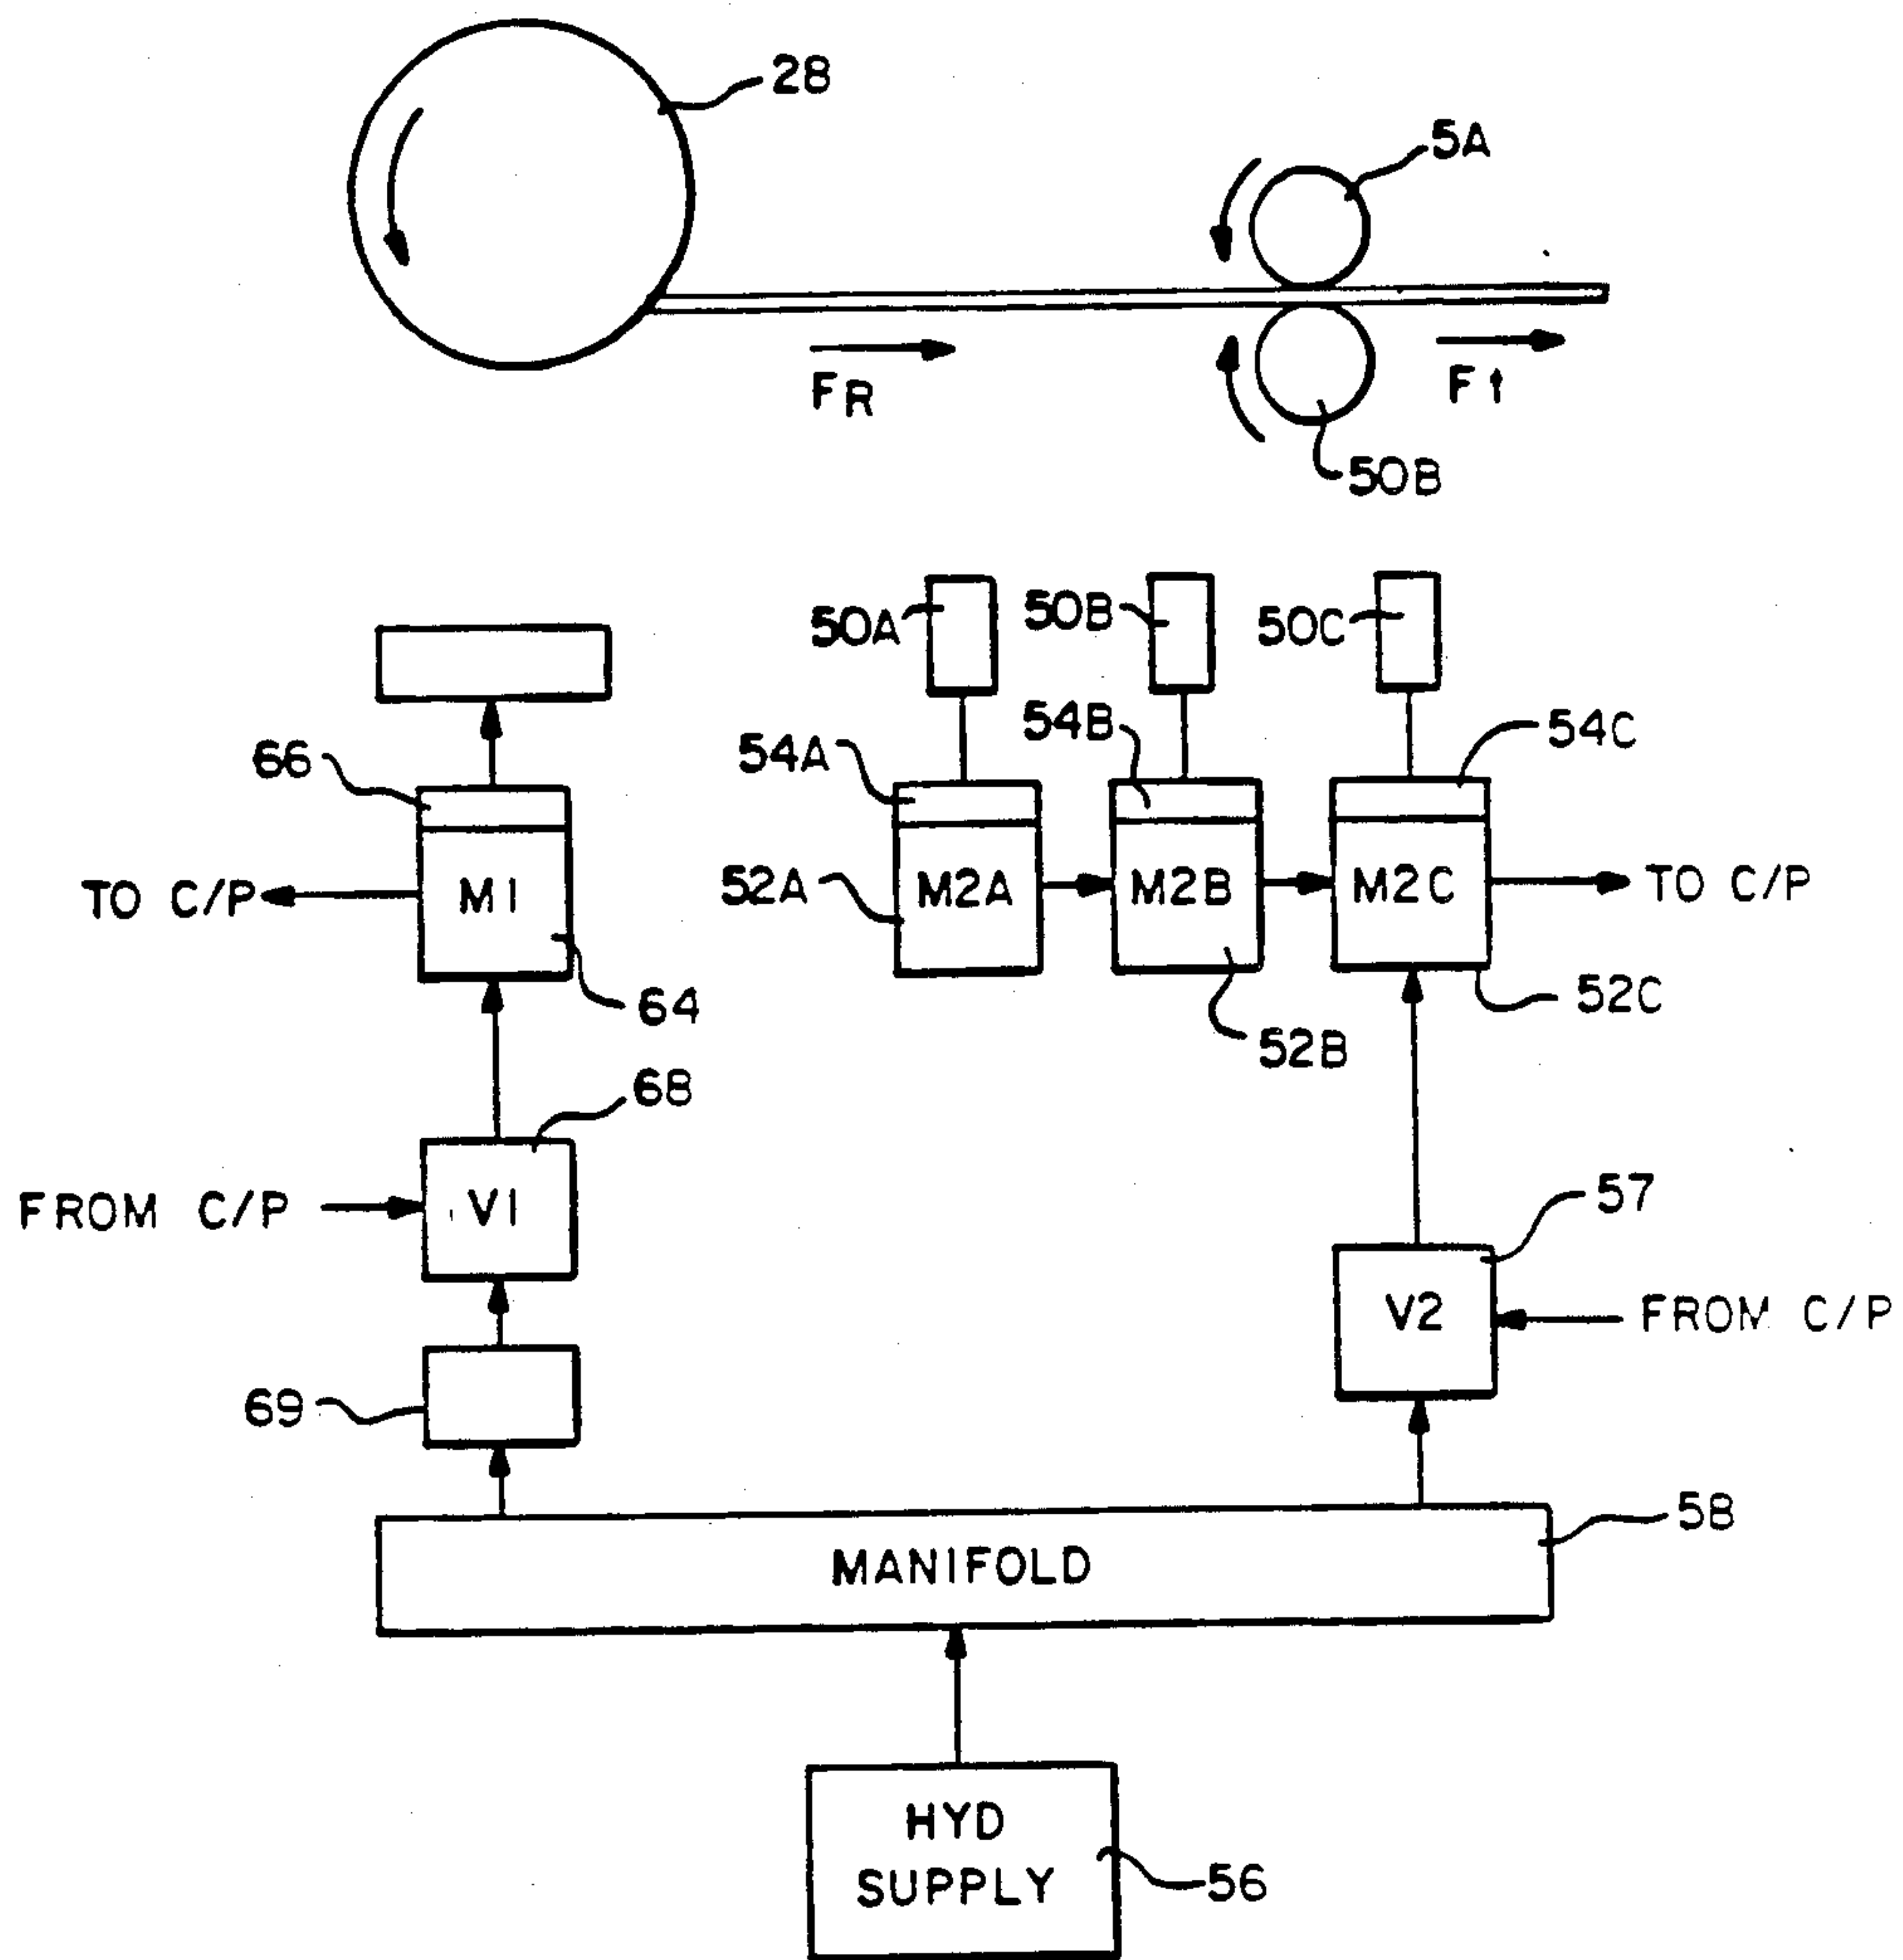 28
5A
FR
Ft
50B
50A
50B
50C
66
54A
54B
54C
TO C/P
M1
52A
M2A
M2B
M2C
TO C/P
64
52B
52C
68
FROM C/P
V1
57
V2
FROM C/P
69
58
MANIFOLD
HYD
SUPPLY
56